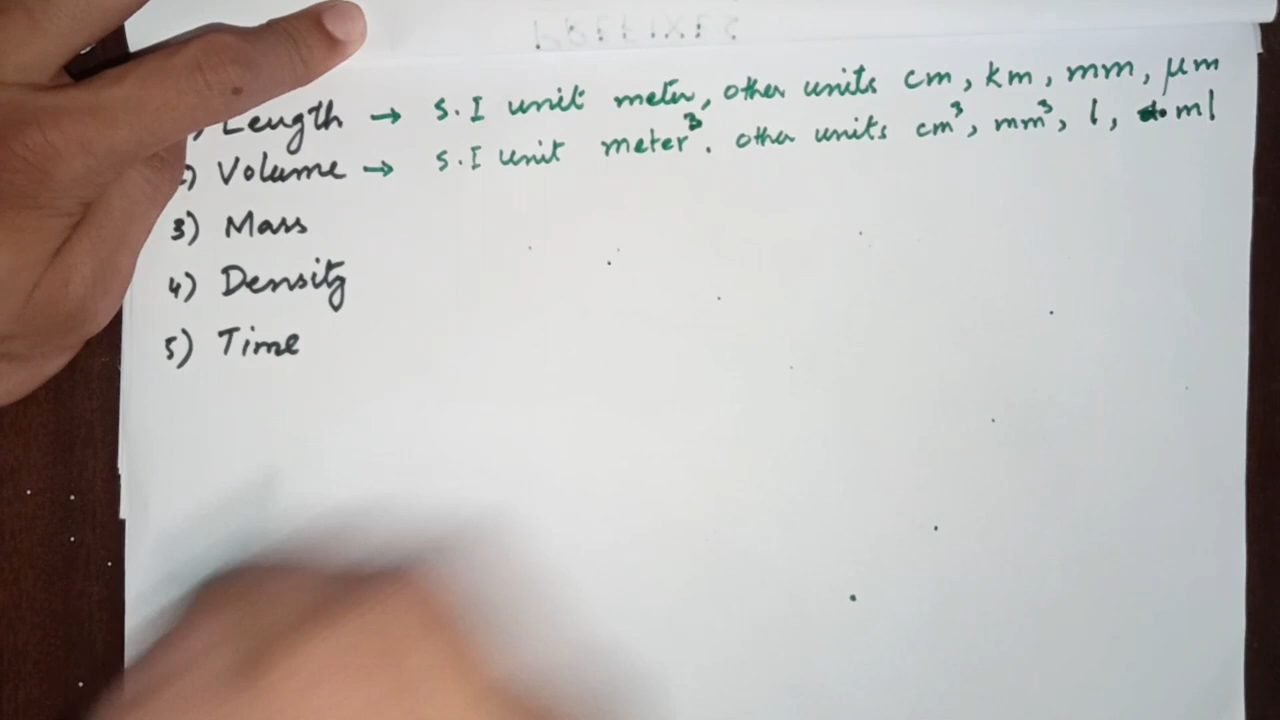 Length → S.I unit meter, other units cm, km, mm, μm
2) Volume → S.I unit meter³. other units cm³, mm³, l, ml
3) Mass
4) Density
5) Time